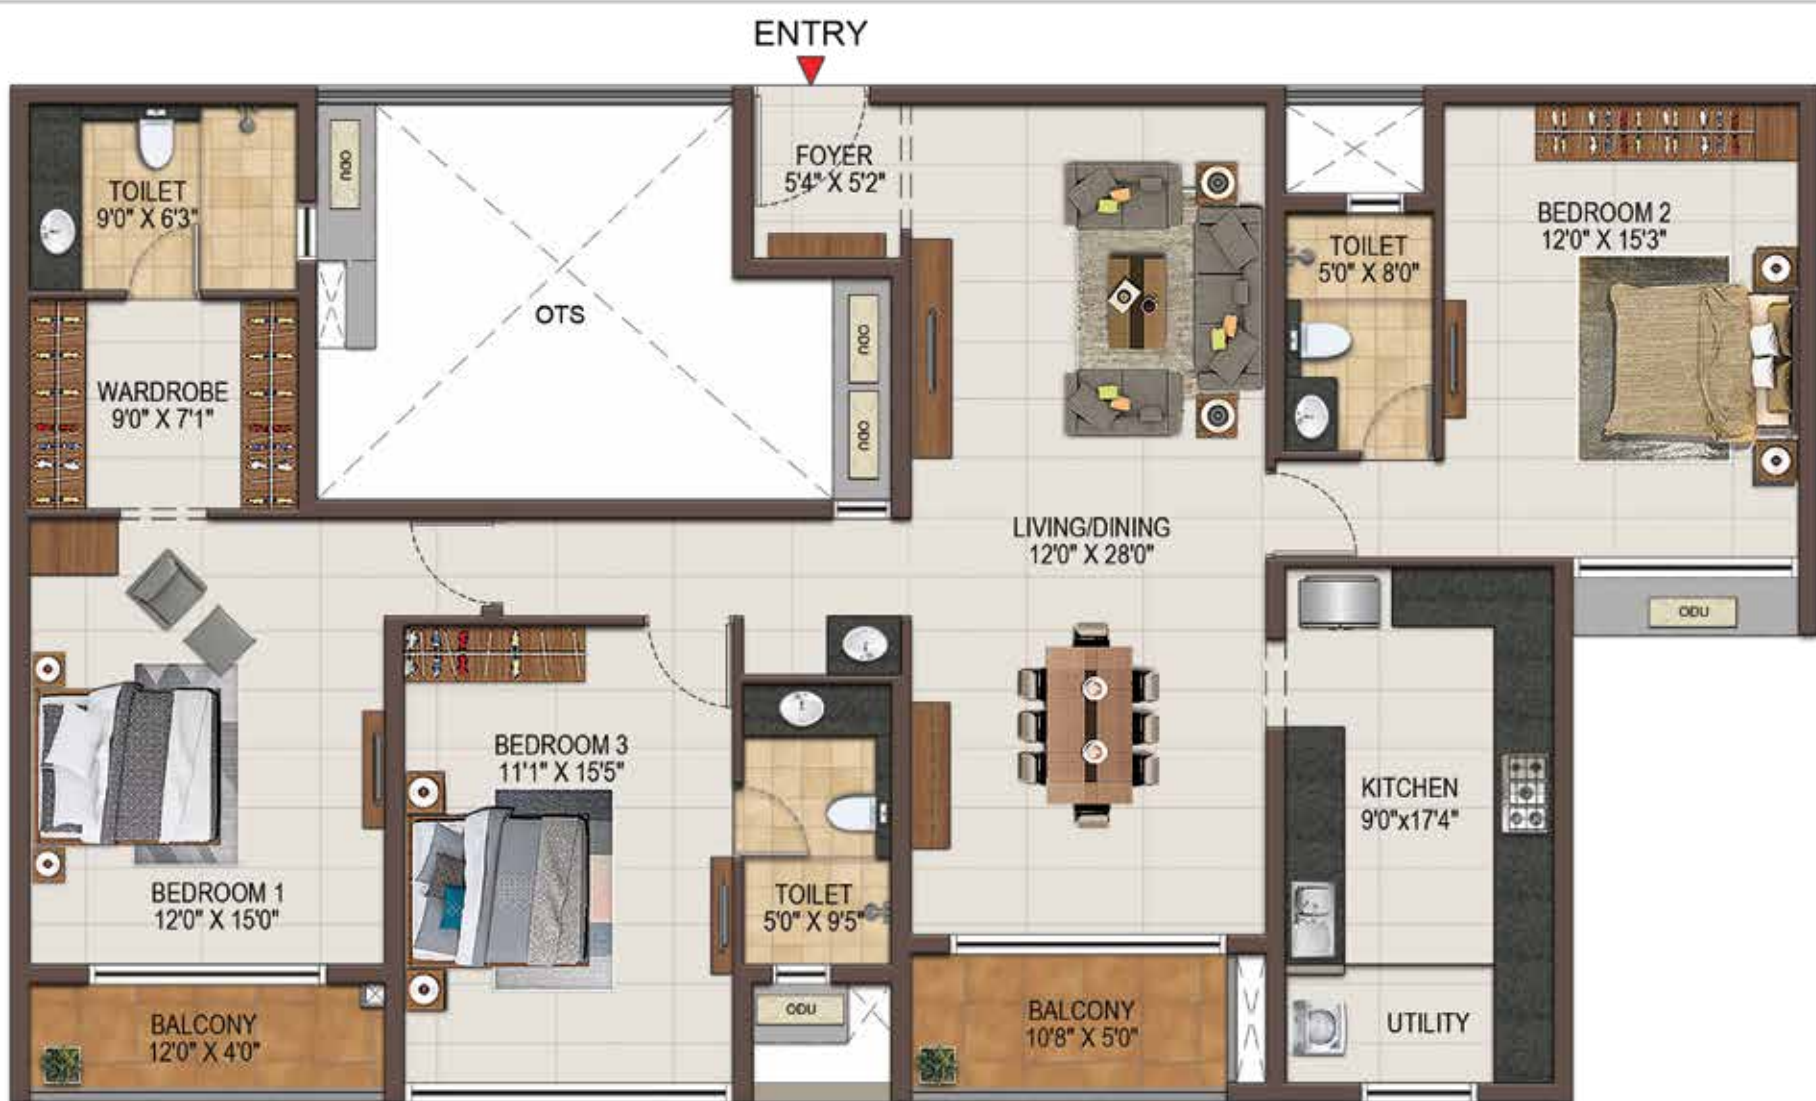 ENTRY
FOYER
5'4" X 5'2"
TOILET
9'0" X 6'3"
ODU
OTS
WARDROBE
9'0" X 7'1"
ODU
ODU
TOILET
5'0" X 8'0"
BEDROOM 2
12'0" X 15'3"
LIVING/DINING
12'0" X 28'0"
ODU
BEDROOM 3
11'1" X 15'5"
KITCHEN
9'0"x17'4"
BEDROOM 1
12'0" X 15'0"
TOILET
5'0" X 9'5"
ODU
BALCONY
12'0" X 4'0"
BALCONY
10'8" X 5'0"
UTILITY